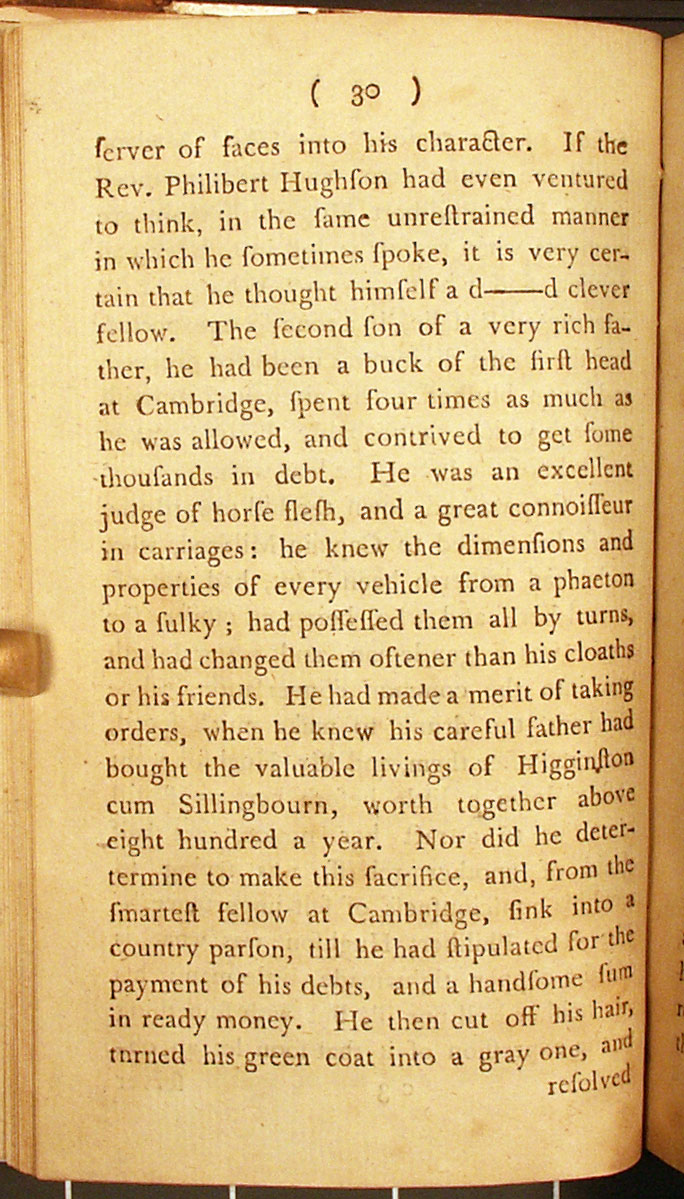 ( 30 )
ſerver of faces into his character. If the
Rev. Philibert Hughſon had even ventured
to think, in the ſame unreſtrained manner
in which he ſometimes ſpoke, it is very cer-
tain that he thought himſelf a d——d clever
fellow. The ſecond ſon of a very rich fa-
ther, he had been a buck of the firſt head
at Cambridge, ſpent four times as much as
he was allowed, and contrived to get ſome
thouſands in debt. He was an excellent
judge of horſe fleſh, and a great connoiſſeur
in carriages: he knew the dimenſions and
properties of every vehicle from a phaeton
to a ſulky; had poſſeſſed them all by turns,
and had changed them oftener than his cloaths
or his friends. He had made a merit of taking
orders, when he knew his careful father had
bought the valuable livings of Higginſton
cum Sillingbourn, worth together above
eight hundred a year. Nor did he deter-
termine to make this ſacrifice, and, from the
ſmarteſt fellow at Cambridge, ſink into a
country parſon, till he had ſtipulated for the
payment of his debts, and a handſome ſum
in ready money. He then cut off his hair,
tnrned his green coat into a gray one, and
reſolved